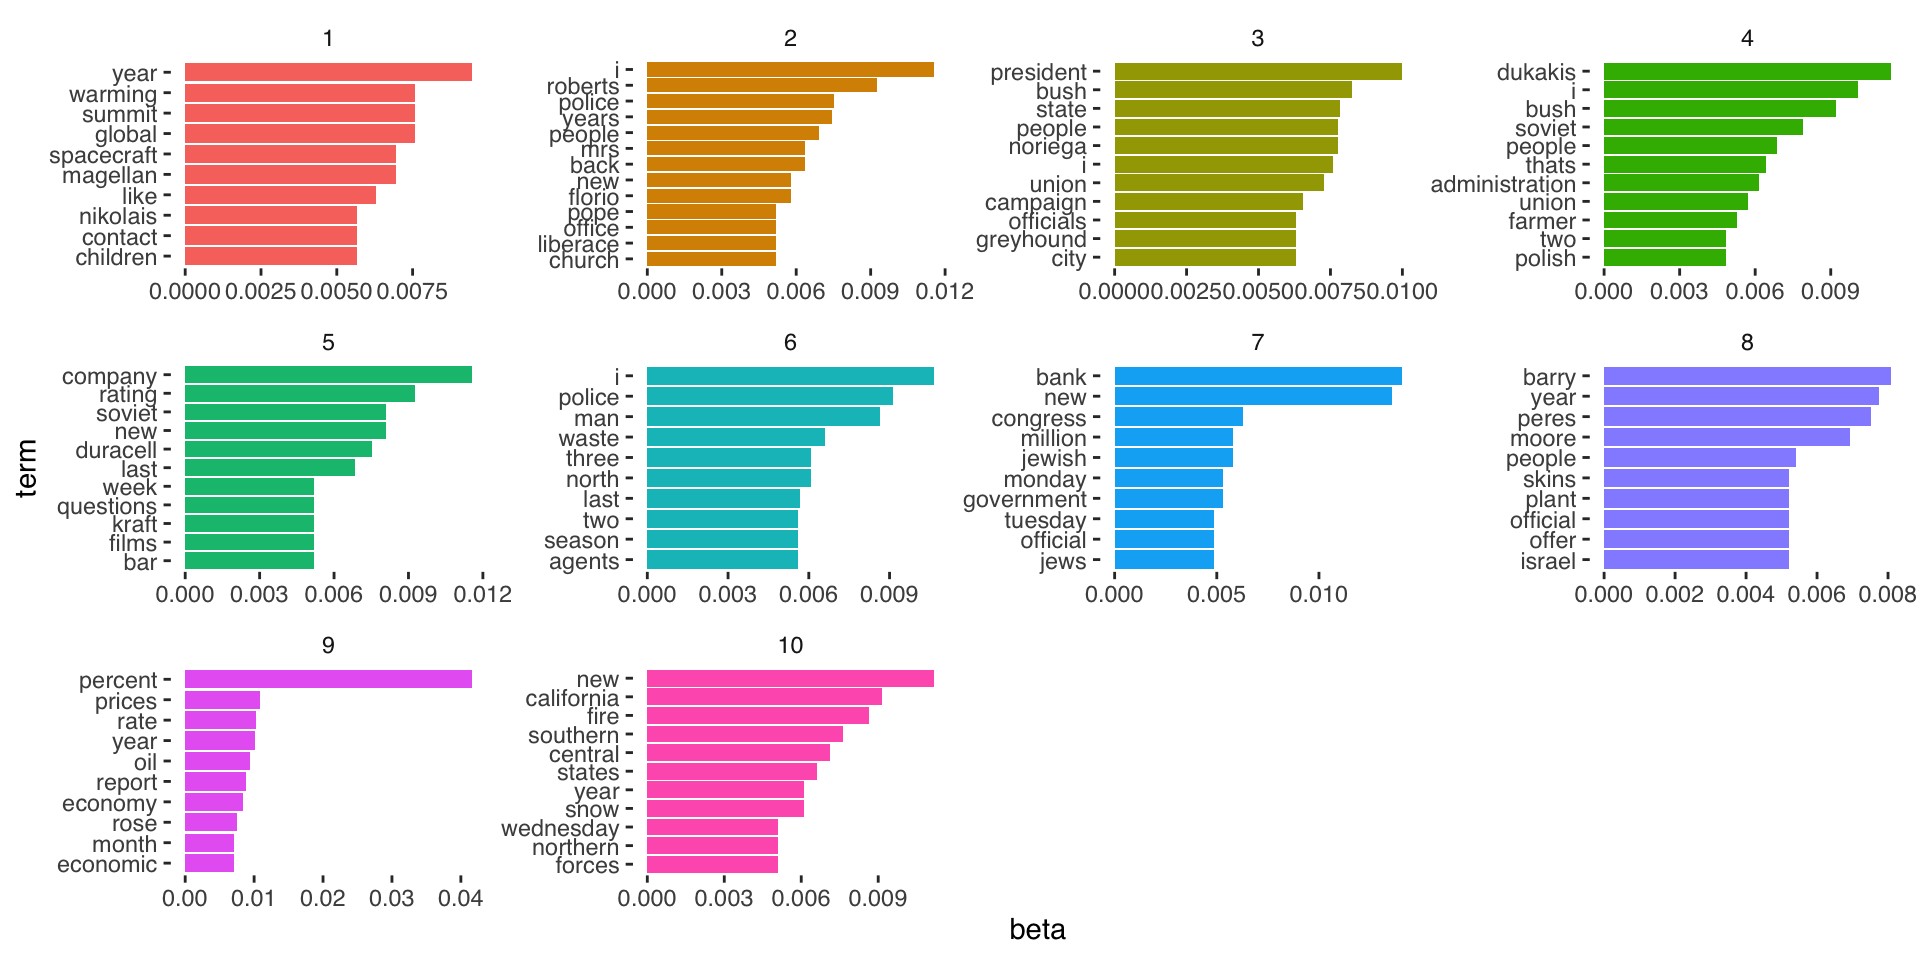 1
year
warming
summit
global
spacecraft
magellan
like
nikolais
contact
children
0.0000 0.0025 0.0050 0.0075
2
i
roberts
police
years
people
mrs
back
new
florio
pope
office
liberace
church
0.000 0.003 0.006 0.009 0.012
3
president
bush
state
people
noriega
i
union
campaign
officials
greyhound
city
0.0000 0.0025 0.0050 0.0075 0.0100
4
dukakis
i
bush
soviet
people
thats
administration
union
farmer
two
polish
0.000 0.003 0.006 0.009
5
company
rating
soviet
new
duracell
last
week
questions
kraft
films
bar
0.000 0.003 0.006 0.009 0.012
6
i
police
man
waste
three
north
last
two
season
agents
0.000 0.003 0.006 0.009
7
bank
new
congress
million
jewish
monday
government
tuesday
official
jews
0.000 0.005 0.010
8
barry
year
peres
moore
people
skins
plant
official
offer
israel
0.000 0.002 0.004 0.006 0.008
9
percent
prices
rate
year
oil
report
economy
rose
month
economic
0.00 0.01 0.02 0.03 0.04
10
new
california
fire
southern
central
states
year
snow
wednesday
northern
forces
0.000 0.003 0.006 0.009
term
beta